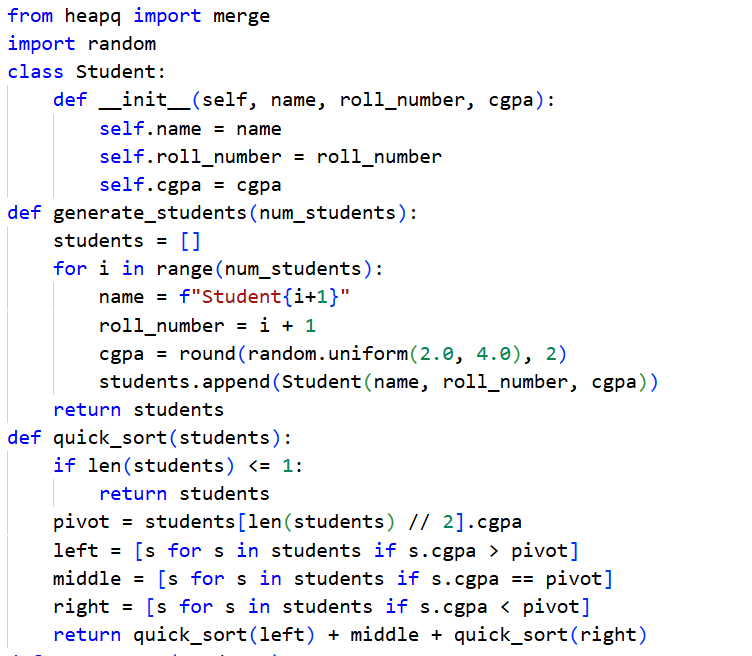 from heapq import merge
import random
class Student:
    def __init__(self, name, roll_number, cgpa):
        self.name = name
        self.roll_number = roll_number
        self.cgpa = cgpa
def generate_students(num_students):
    students = []
    for i in range(num_students):
        name = f"Student{i+1}"
        roll_number = i + 1
        cgpa = round(random.uniform(2.0, 4.0), 2)
        students.append(Student(name, roll_number, cgpa))
    return students
def quick_sort(students):
    if len(students) <= 1:
        return students
    pivot = students[len(students) // 2].cgpa
    left = [s for s in students if s.cgpa > pivot]
    middle = [s for s in students if s.cgpa == pivot]
    right = [s for s in students if s.cgpa < pivot]
    return quick_sort(left) + middle + quick_sort(right)